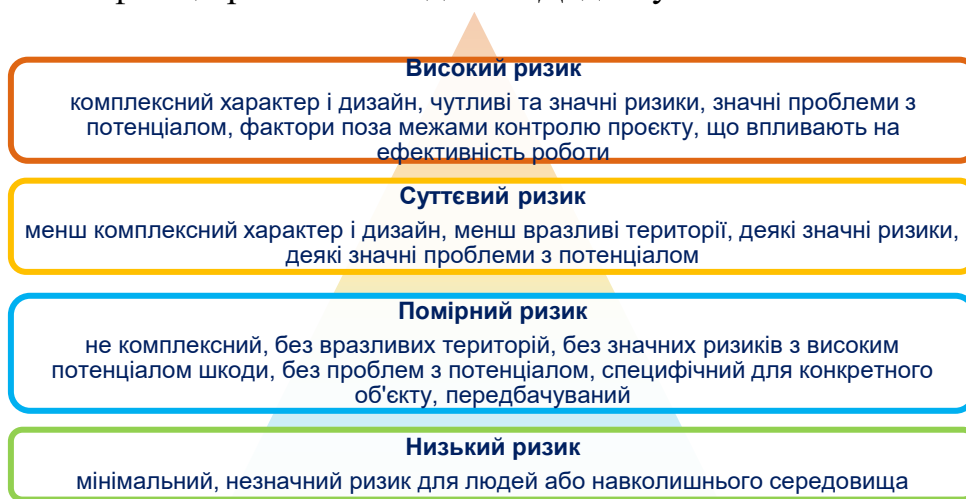 Високий ризик
комплексний характер і дизайн, чутливі та значні ризики, значні проблеми з
потенціалом, фактори поза межами контролю проєкту, що впливають на
ефективність роботи
Суттєвий ризик
менш комплексний характер і дизайн, менш вразливі території, деякі значні ризики,
деякі значні проблеми з потенціалом
Помірний ризик
не комплексний, без вразливих територій, без значних ризиків з високим
потенціалом шкоди, без проблем з потенціалом, специфічний для конкретного
об'єкту, передбачуваний
Низький ризик
мінімальний, незначний ризик для людей або навколишнього середовища